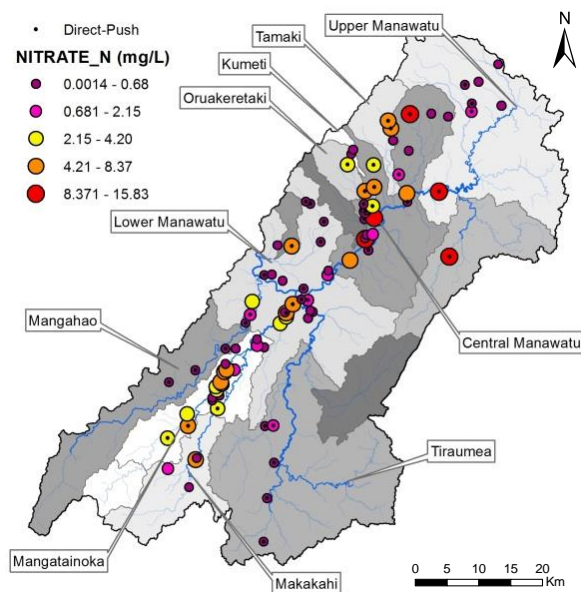 N
Direct-Push
NITRATE_N (mg/L)
0.0014 - 0.68
0.681 - 2.15
2.15 - 4.20
4.21 - 8.37
8.371 - 15.83
Upper Manawatu
Tamaki
Kumeti
Oruakeretaki
Lower Manawatu
Mangahao
Central Manawatu
Tiraumea
Mangatainoka
Makakahi
0 5 10 15 20
Km